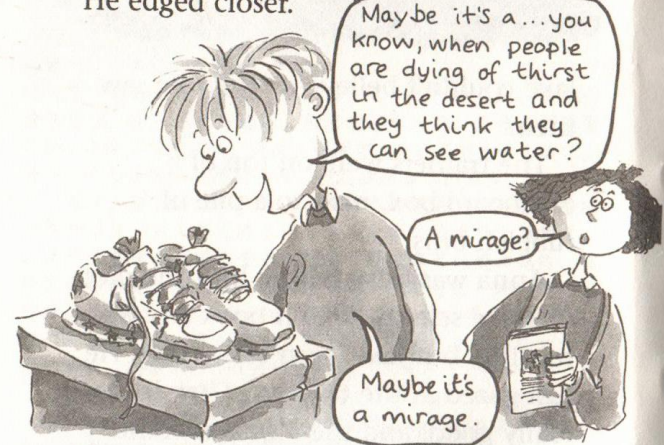 He edged closer.
Maybe it's a...you
know, when people
are dying of thirst
in the desert and
they think they
can see water?
A mirage?
Maybe it's
a mirage.